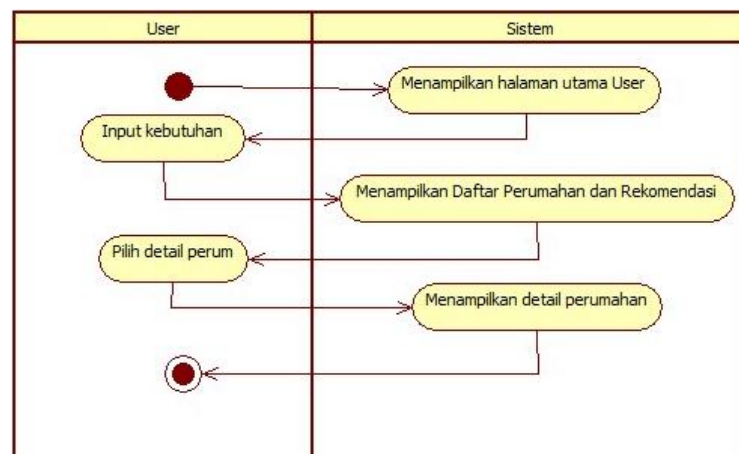 User
Sistem
Menampilkan halaman utama User
Input kebutuhan
Menampilkan Daftar Perumahan dan Rekomendasi
Pilih detail perum
Menampilkan detail perumahan